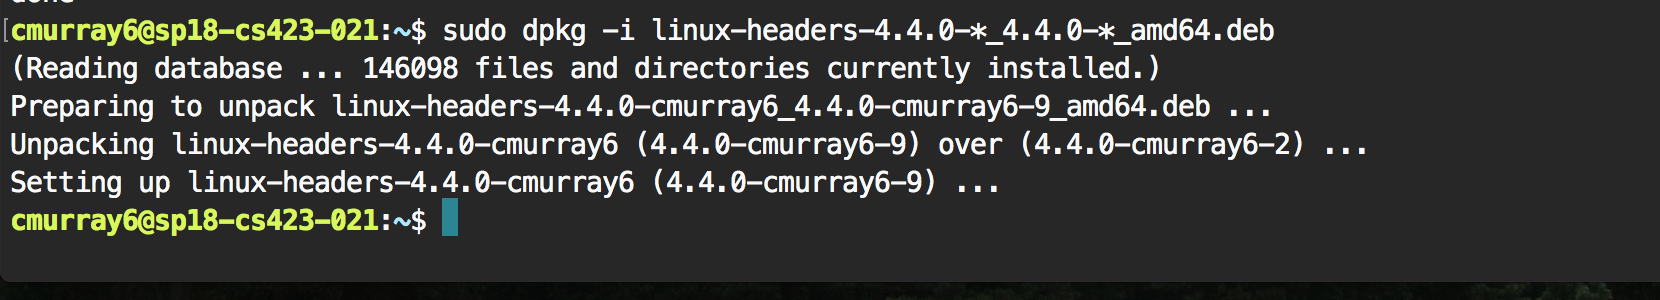 cmurray6@sp18-cs423-021:~$ sudo dpkg -i linux-headers-4.4.0-*_4.4.0-*_amd64.deb
(Reading database ... 146098 files and directories currently installed.)
Preparing to unpack linux-headers-4.4.0-cmurray6_4.4.0-cmurray6-9_amd64.deb ...
Unpacking linux-headers-4.4.0-cmurray6 (4.4.0-cmurray6-9) over (4.4.0-cmurray6-2) ...
Setting up linux-headers-4.4.0-cmurray6 (4.4.0-cmurray6-9) ...
cmurray6@sp18-cs423-021:~$